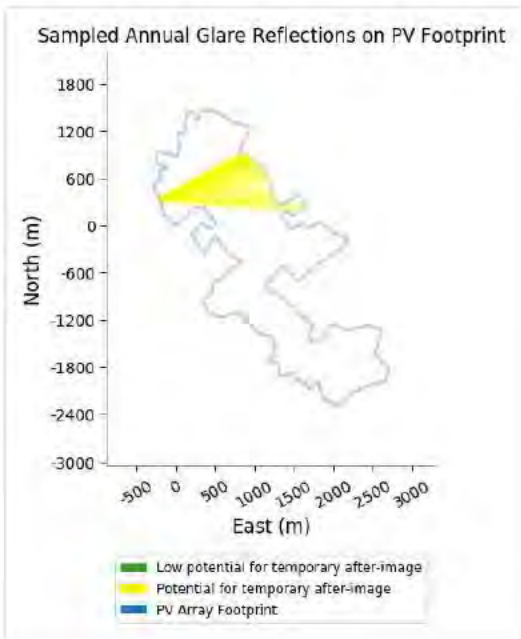 Sampled Annual Glare Reflections on PV Footprint
1800
1200
600
0
-600
-1200
-1800
-2400
-3000
North (m)
-500
0
500
1000
1500
2000
2500
3000
East (m)
Low potential for temporary after-image
Potential for temporary after-image
PV Array Footprint